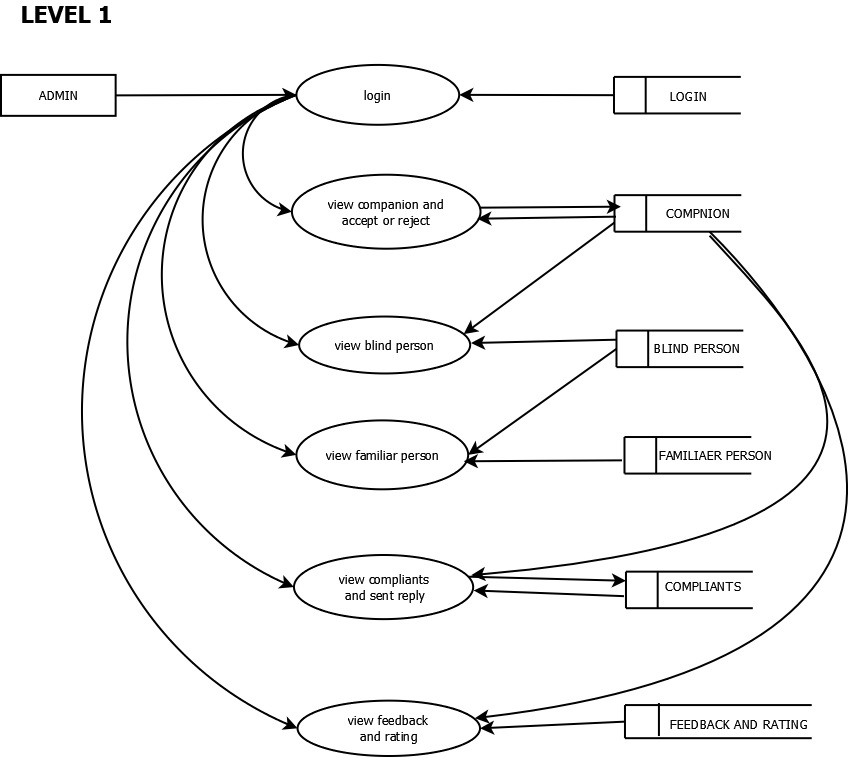 LEVEL 1
ADMIN
login
LOGIN
view companion and
accept or reject
COMPNION
view blind person
BLIND PERSON
view familiar person
FAMILIAER PERSON
view compliants
and sent reply
COMPLIANTS
view feedback
and rating
FEEDBACK AND RATING